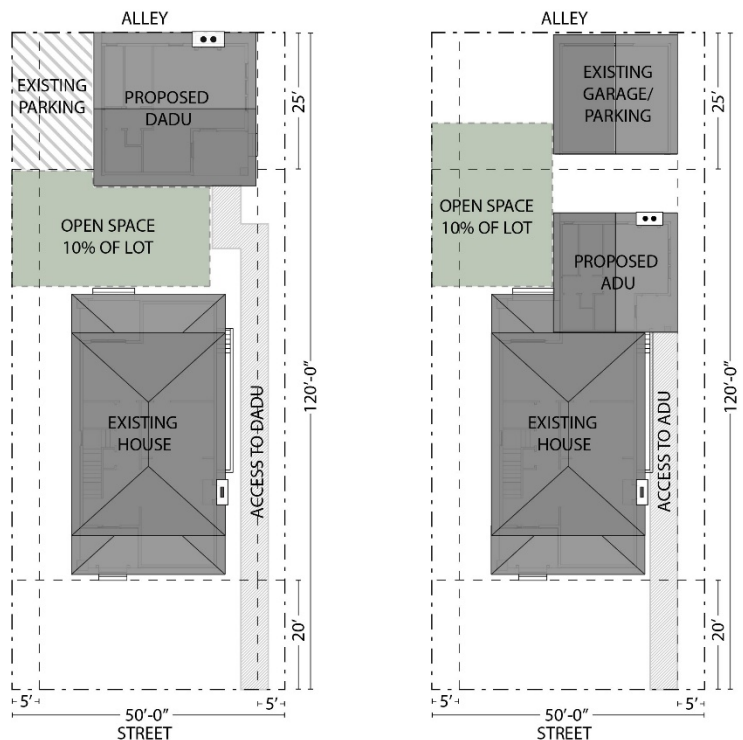 ALLEY
EXISTING
PARKING
PROPOSED
DADU
25'
OPEN SPACE
10% OF LOT
EXISTING
HOUSE
ACCESS TO DADU
120'-0"
20'
5'
5'
50'-0"
STREET
ALLEY
EXISTING
GARAGE/
PARKING
25'
OPEN SPACE
10% OF LOT
PROPOSED
ADU
EXISTING
HOUSE
ACCESS TO ADU
120'-0"
20'
5'
5'
50'-0"
STREET